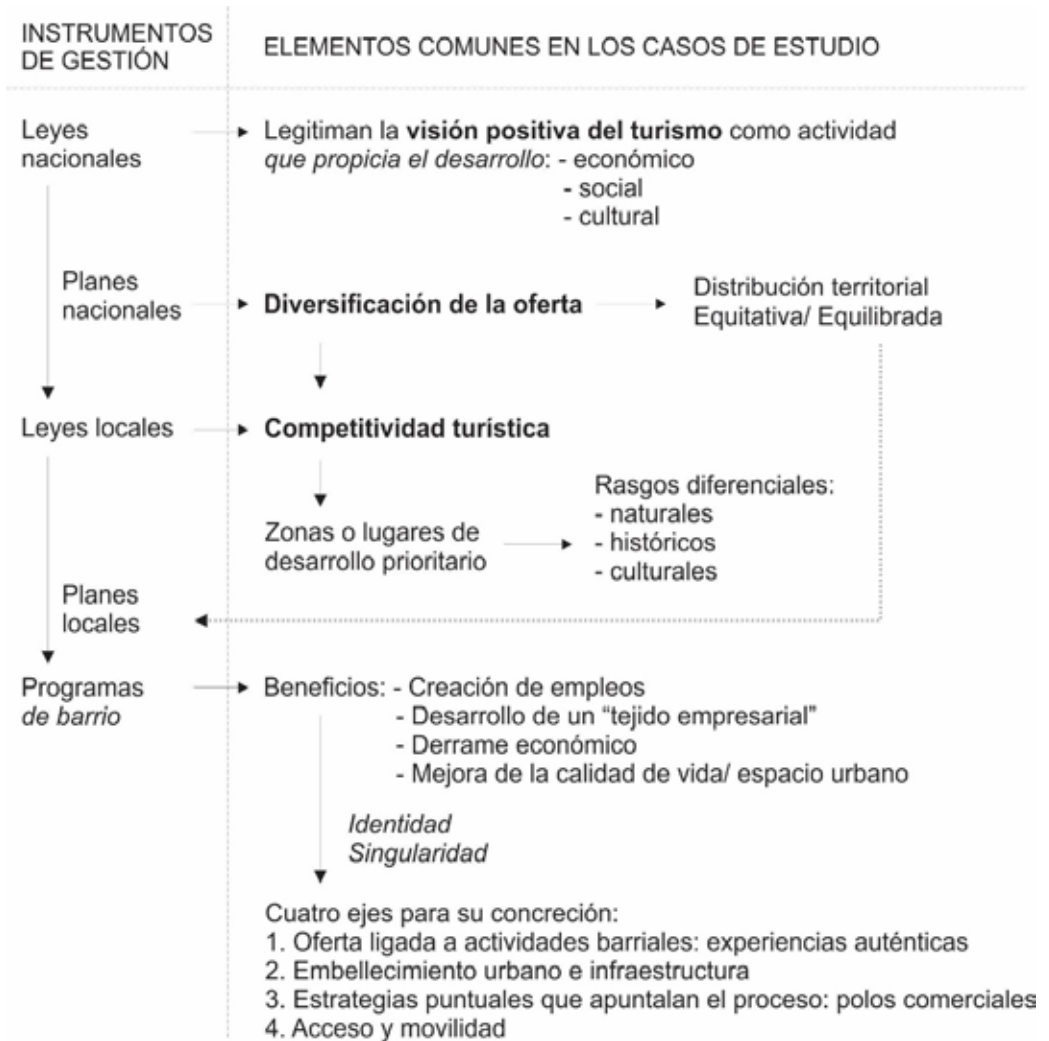 INSTRUMENTOS
DE GESTIÓN
ELEMENTOS COMUNES EN LOS CASOS DE ESTUDIO
Leyes
nacionales
Legitiman la visión positiva del turismo como actividad
que propicia el desarrollo: - económico
- social
- cultural
Planes
nacionales
Diversificación de la oferta
Distribución territorial
Equitativa/ Equilibrada
Leyes locales
Competitividad turística
Zonas o lugares de
desarrollo prioritario
Rasgos diferenciales:
- naturales
- históricos
- culturales
Planes
locales
Programas
de barrio
Beneficios: - Creación de empleos
- Desarrollo de un “tejido empresarial”
- Derrame económico
- Mejora de la calidad de vida/ espacio urbano
Identidad
Singularidad
Cuatro ejes para su concreción:
1. Oferta ligada a actividades barriales: experiencias auténticas
2. Embellecimiento urbano e infraestructura
3. Estrategias puntuales que apuntalan el proceso: polos comerciales
4. Acceso y movilidad